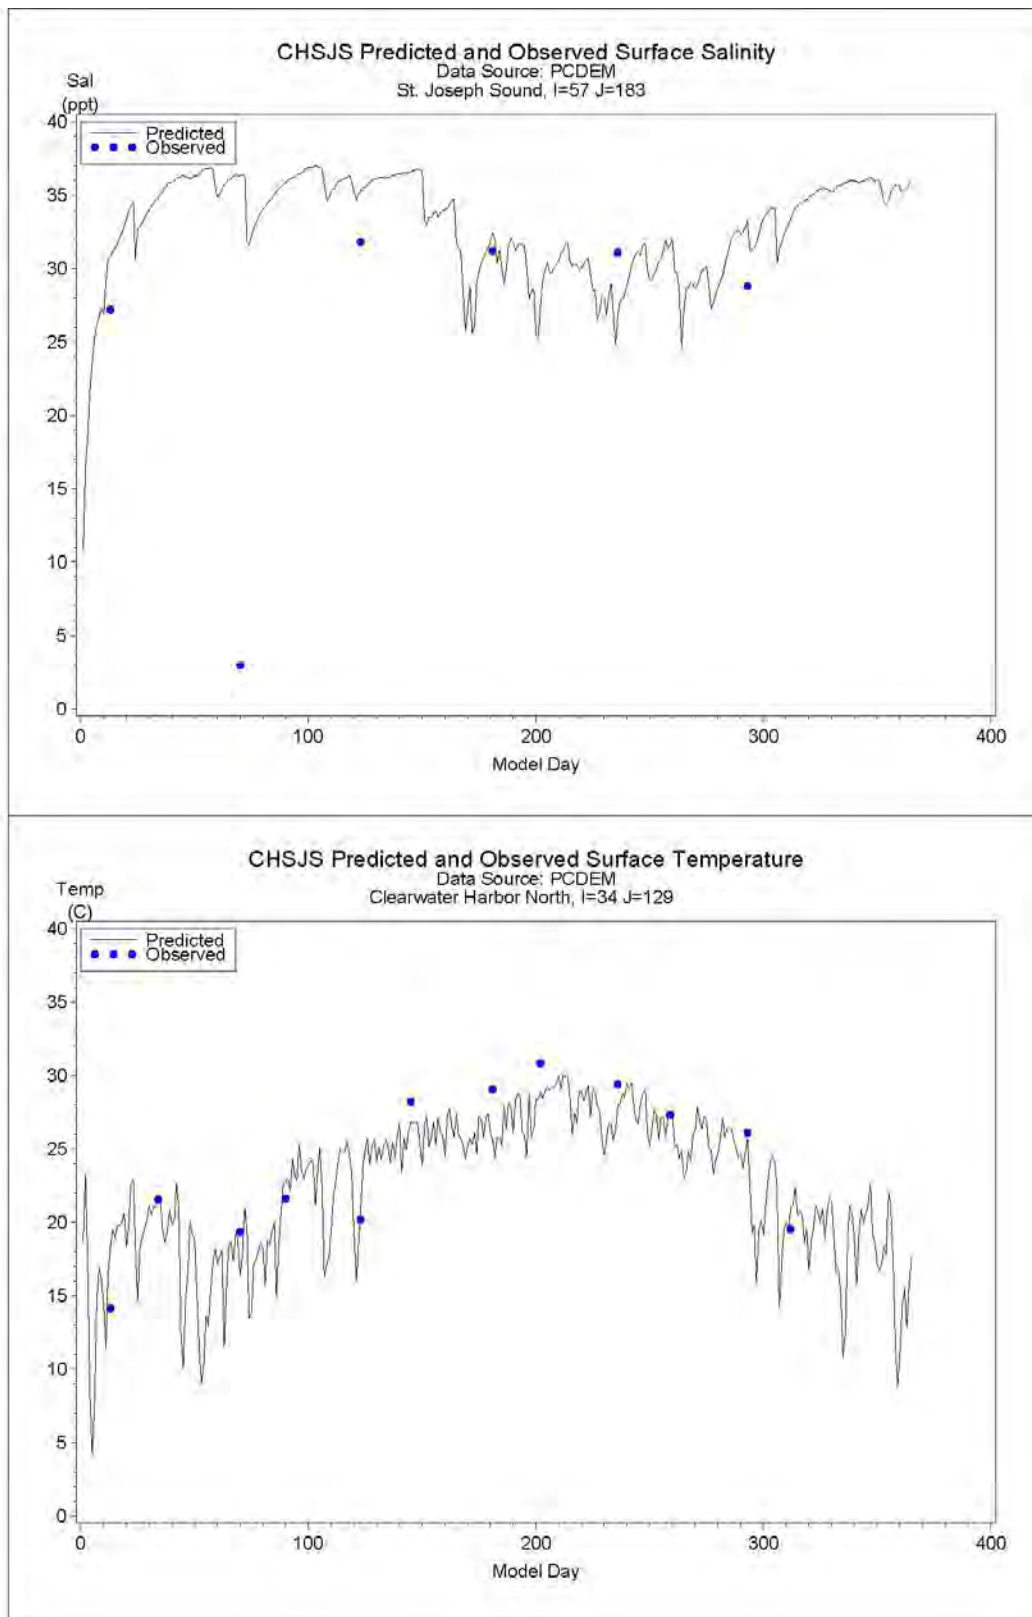 CHSJS Predicted and Observed Surface Salinity
Data Source: PCDEM
St. Joseph Sound, I=57 J=183
Sal
(ppt)
40
Predicted
Observed
35
30
25
20
15
10
5
0
0 100 200 300 400
Model Day
CHSJS Predicted and Observed Surface Temperature
Data Source: PCDEM
Clearwater Harbor North, I=34 J=129
Temp
(C)
40
Predicted
Observed
35
30
25
20
15
10
5
0
0 100 200 300 400
Model Day